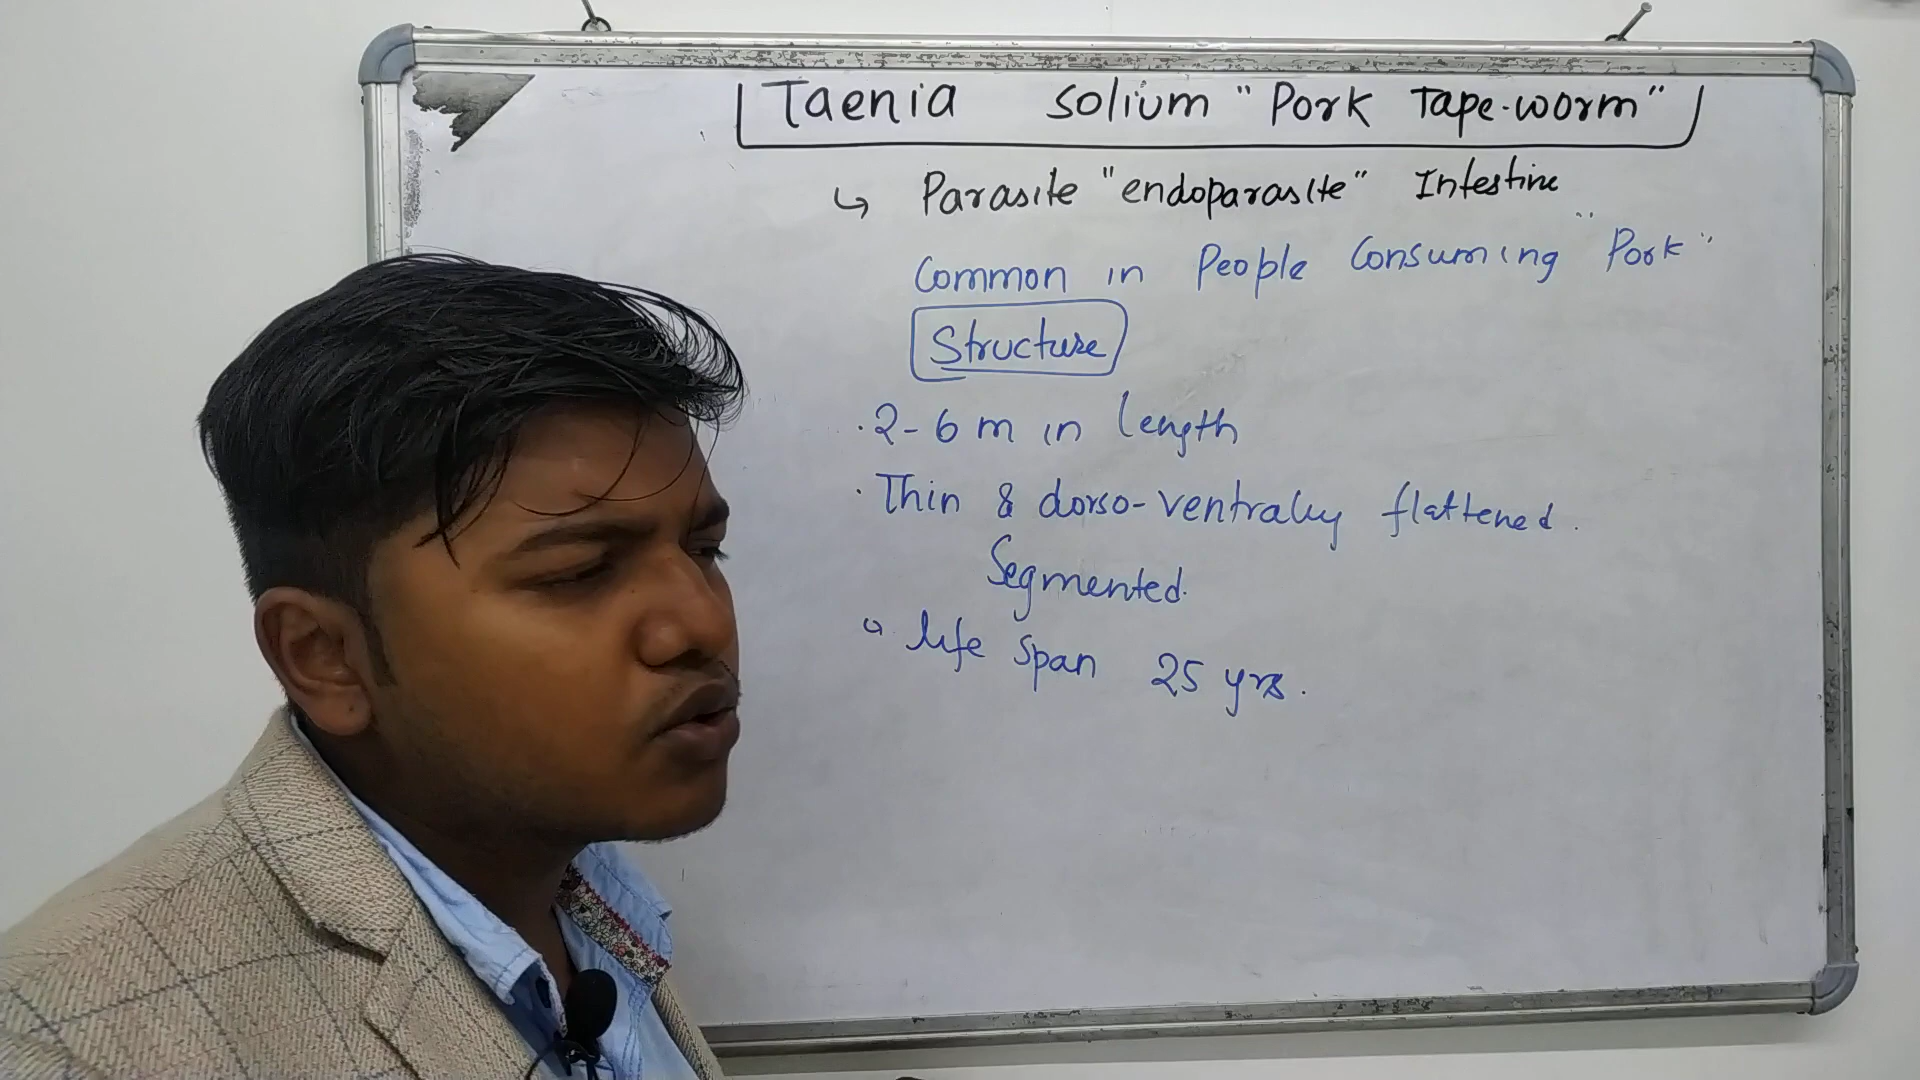 Taenia solium "Pork Tape-worm"
↳ Parasite "endoparasite" Intestine
Common in People Consuming "Pork"
Structure
· 2-6 m in length
· Thin & dorso-ventrally flattened.
Segmented.
life span 25 yrs.